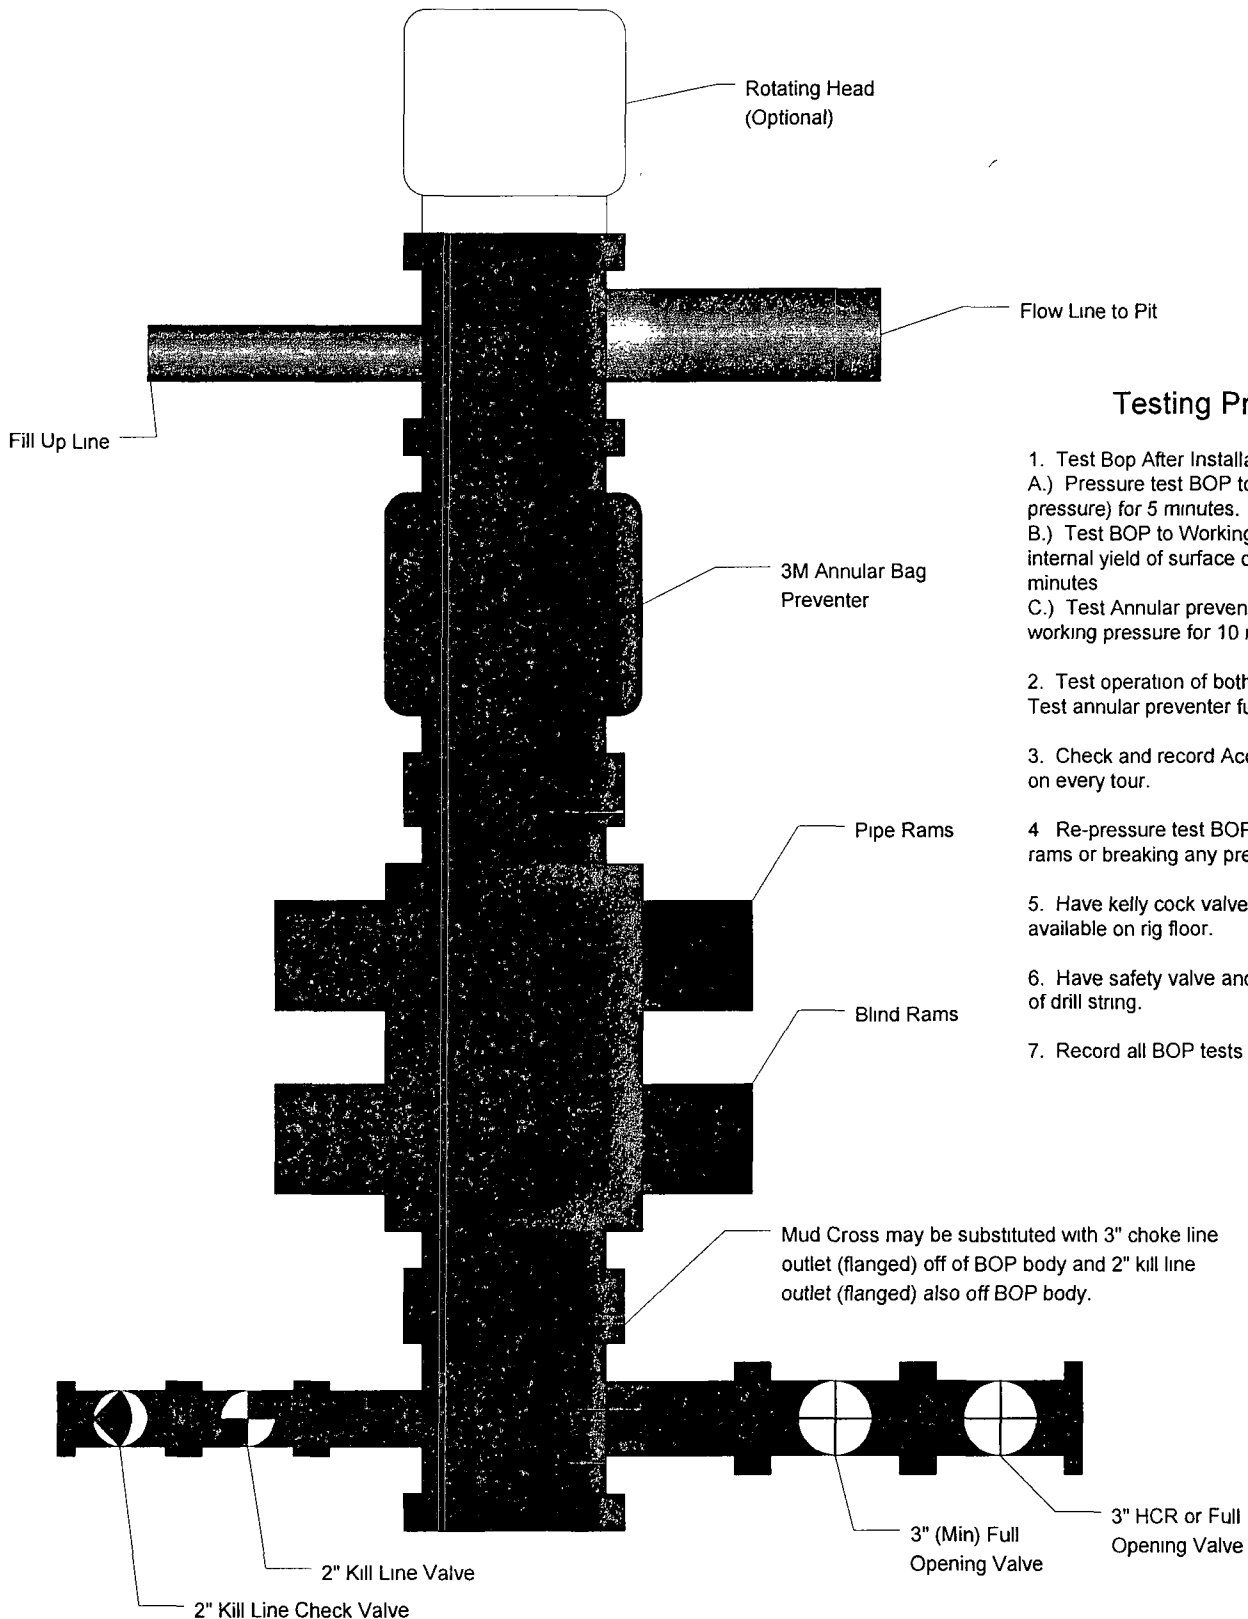 Rotating Head
(Optional)
Flow Line to Pit
Fill Up Line
Testing Pr
1. Test Bop After Installa
A.) Pressure test BOP to
pressure) for 5 minutes.
B.) Test BOP to Working
internal yield of surface c
minutes
C.) Test Annular preven
working pressure for 10 m
2. Test operation of both
Test annular preventer fu
3. Check and record Acc
on every tour.
4 Re-pressure test BOP
rams or breaking any pre
5. Have kelly cock valve
available on rig floor.
6. Have safety valve and
of drill string.
7. Record all BOP tests
3M Annular Bag
Preventer
Pipe Rams
Blind Rams
Mud Cross may be substituted with 3" choke line
outlet (flanged) off of BOP body and 2" kill line
outlet (flanged) also off BOP body.
3" HCR or Full
Opening Valve
3" (Min) Full
Opening Valve
2" Kill Line Valve
2" Kill Line Check Valve